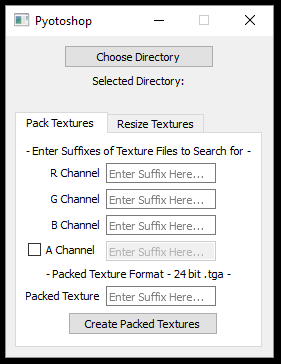 Pyotoshop
Choose Directory
Selected Directory:
Pack Textures Resize Textures
- Enter Suffixes of Texture Files to Search for -
R Channel Enter Suffix Here...
G Channel Enter Suffix Here...
B Channel Enter Suffix Here...
A Channel Enter Suffix Here...
- Packed Texture Format - 24 bit .tga -
Packed Texture Enter Suffix Here...
Create Packed Textures